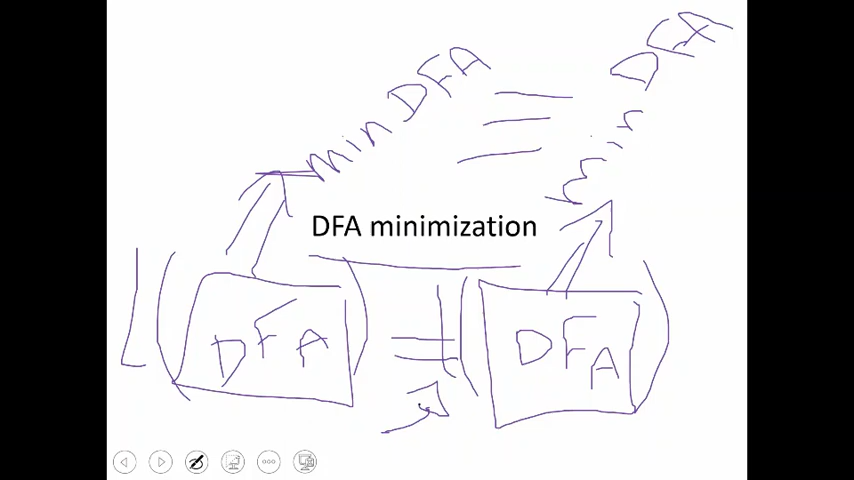 min DFA ≡ min DFA
DFA minimization
L( DFA ) = L( DFA )